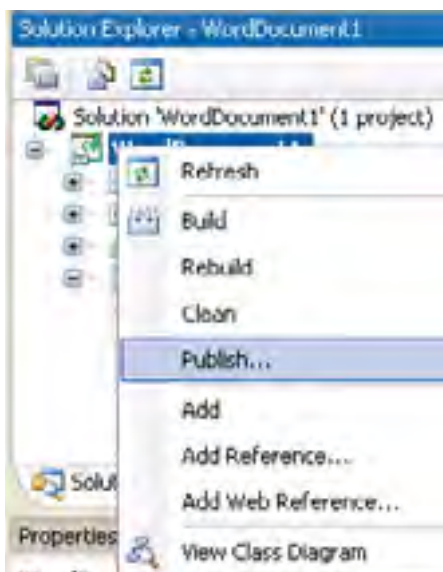 Solution Explorer - WordDocument1
Solution 'WordDocument1' (1 project)
Refresh
Build
Rebuild
Clean
Publish...
Add
Add Reference...
Add Web Reference...
Solut
Properties
View Class Diagram